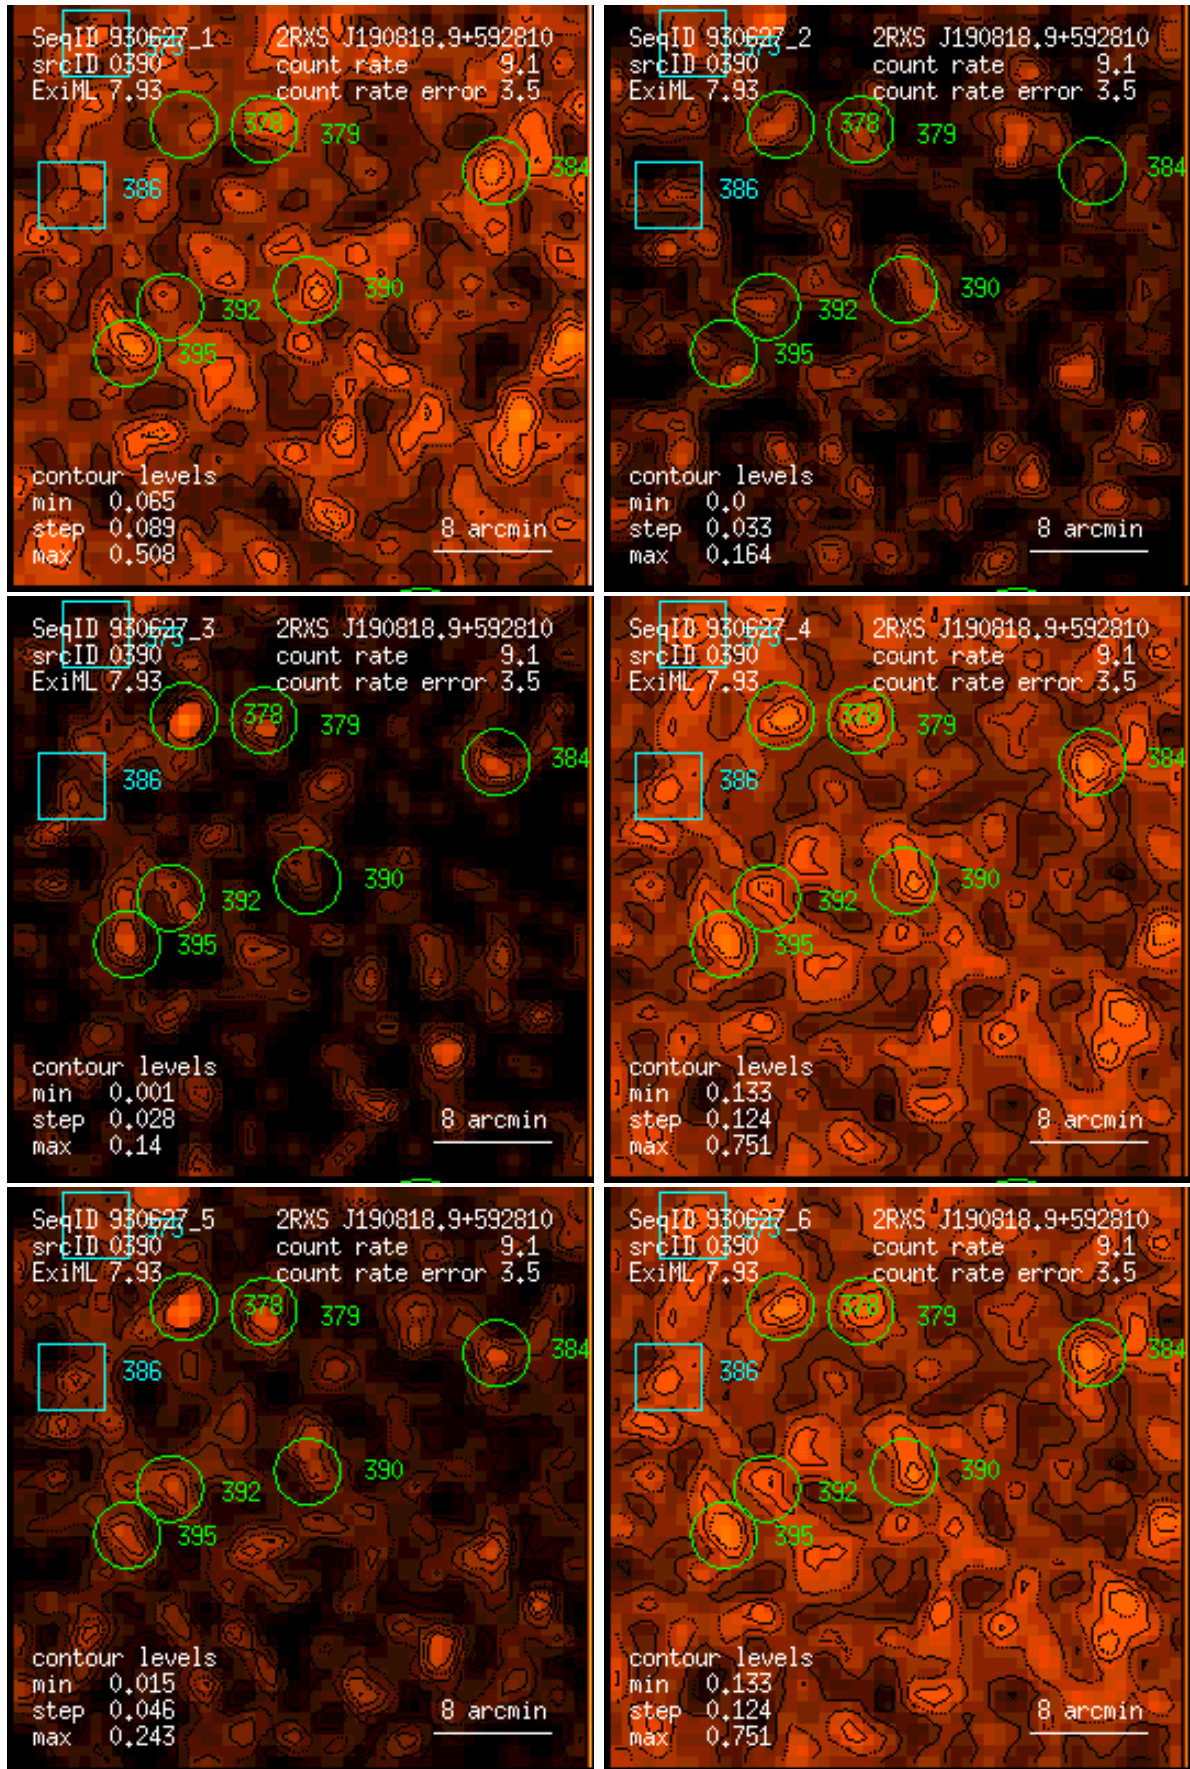 SeqID 930627_1 2RXS J190818.9+592810
srcID 0390 count rate 9.1
ExiML 7.93 count rate error 3.5
378 379
384
386
390
392
395
contour levels
min 0.065
step 0.089 8 arcmin
max 0.508
SeqID 930627_2 2RXS J190818.9+592810
srcID 0390 count rate 9.1
ExiML 7.93 count rate error 3.5
378 379
384
386
390
392
395
contour levels
min 0.0
step 0.033 8 arcmin
max 0.164
SeqID 930627_3 2RXS J190818.9+592810
srcID 0390 count rate 9.1
ExiML 7.93 count rate error 3.5
378 379
384
386
390
392
395
contour levels
min 0.001
step 0.028 8 arcmin
max 0.14
SeqID 930627_4 2RXS J190818.9+592810
srcID 0390 count rate 9.1
ExiML 7.93 count rate error 3.5
378 379
384
386
390
392
395
contour levels
min 0.133
step 0.124 8 arcmin
max 0.751
SeqID 930627_5 2RXS J190818.9+592810
srcID 0390 count rate 9.1
ExiML 7.93 count rate error 3.5
378 379
384
386
390
392
395
contour levels
min 0.015
step 0.046 8 arcmin
max 0.243
SeqID 930627_6 2RXS J190818.9+592810
srcID 0390 count rate 9.1
ExiML 7.93 count rate error 3.5
378 379
384
386
390
392
395
contour levels
min 0.133
step 0.124 8 arcmin
max 0.751